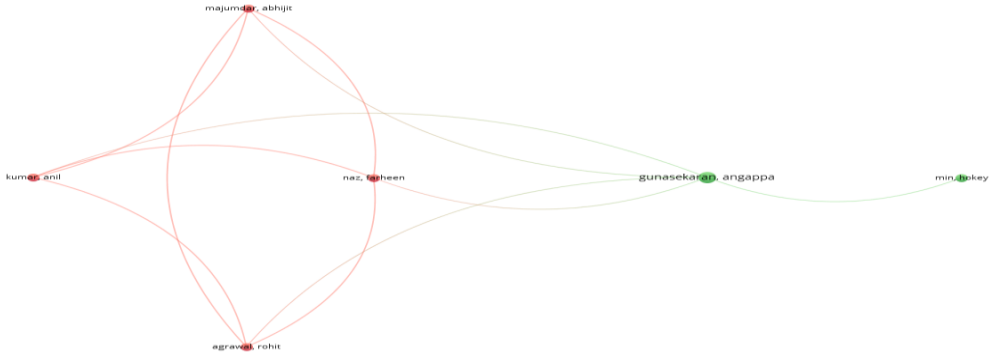 majumdar, abhijit
kumar, anil
naz, farheen
gunasekaran, angappa
min, hokey
agrawal, rohit